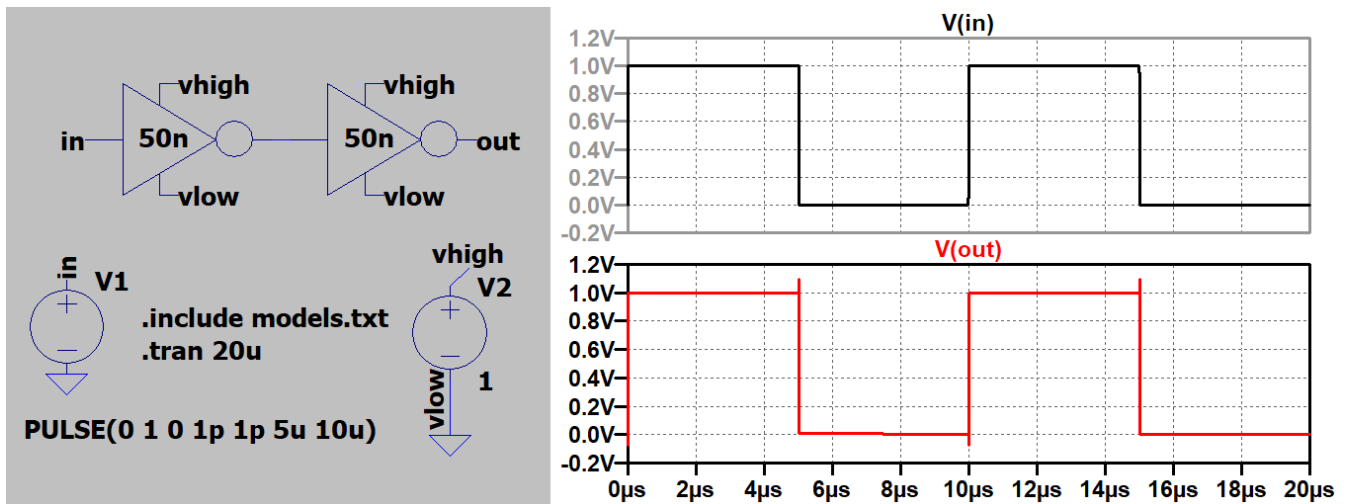 vhigh
vhigh
in
50n
50n
out
vlow
vlow
in
V1
.include models.txt
.tran 20u
PULSE(0 1 0 1p 1p 5u 10u)
vhigh
V2
1
vlow
V(in)
1.2V
1.0V
0.8V
0.6V
0.4V
0.2V
0.0V
-0.2V
V(out)
1.2V
1.0V
0.8V
0.6V
0.4V
0.2V
0.0V
-0.2V
0µs 2µs 4µs 6µs 8µs 10µs 12µs 14µs 16µs 18µs 20µs